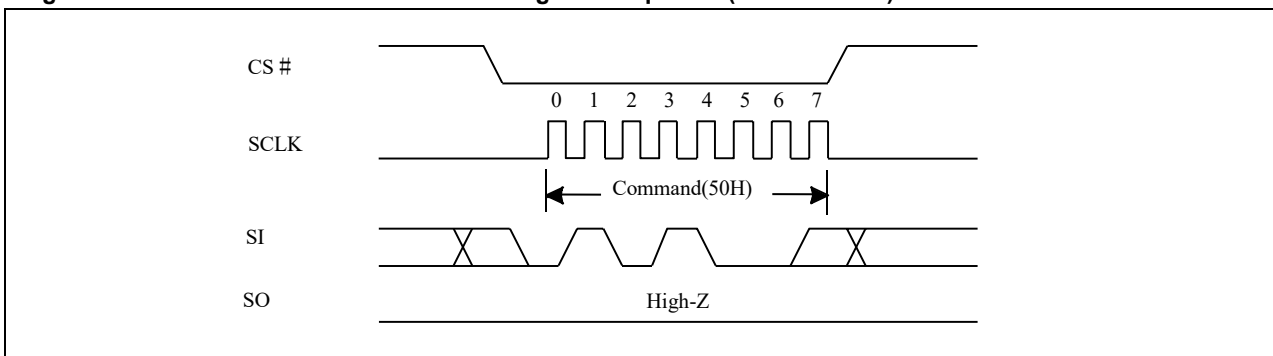 CS #
0 1 2 3 4 5 6 7
SCLK
Command(50H)
SI
SO
High-Z